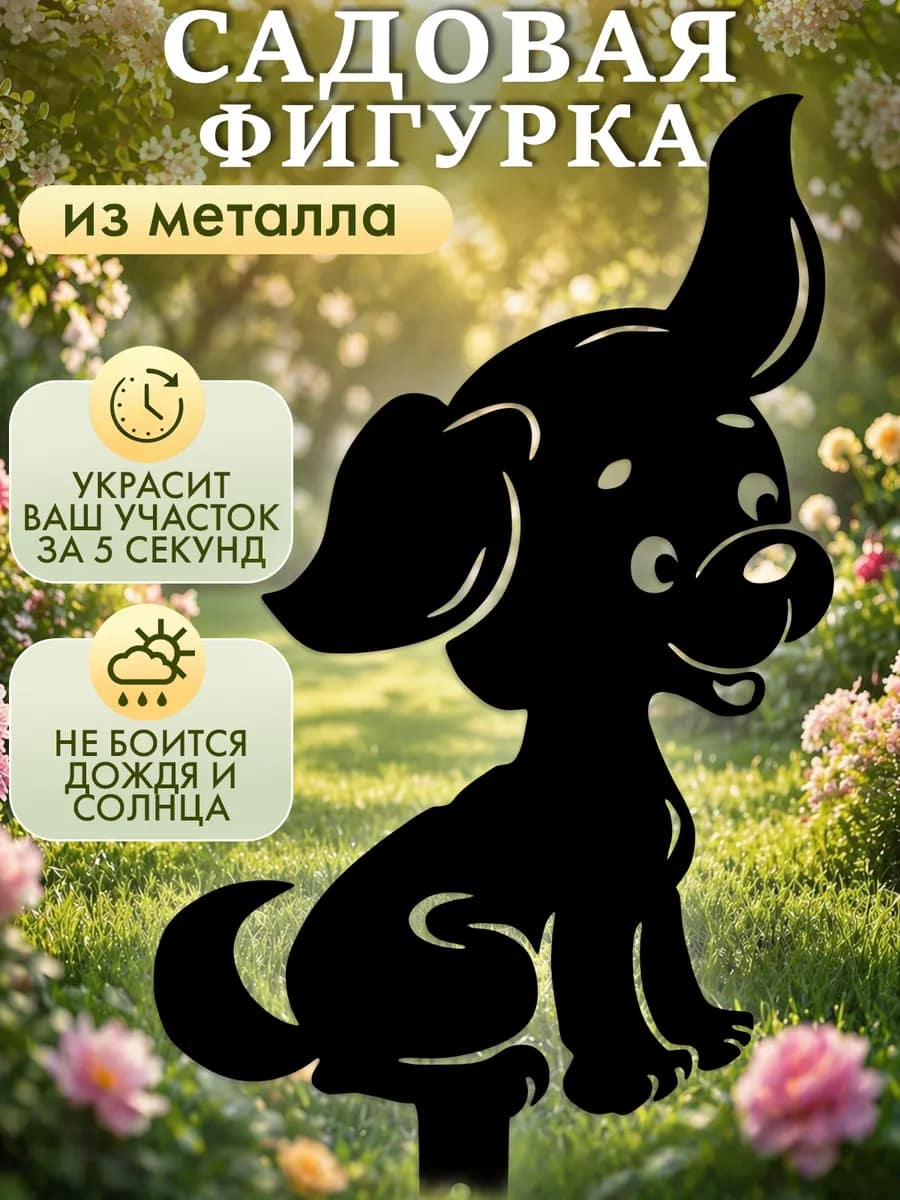 САДОВАЯ
ФИГУРКА
из металла
УКРАСИТ
ВАШ УЧАСТОК
ЗА 5 СЕКУНД
НЕ БОИТСЯ
ДОЖДЯ И
СОЛНЦА